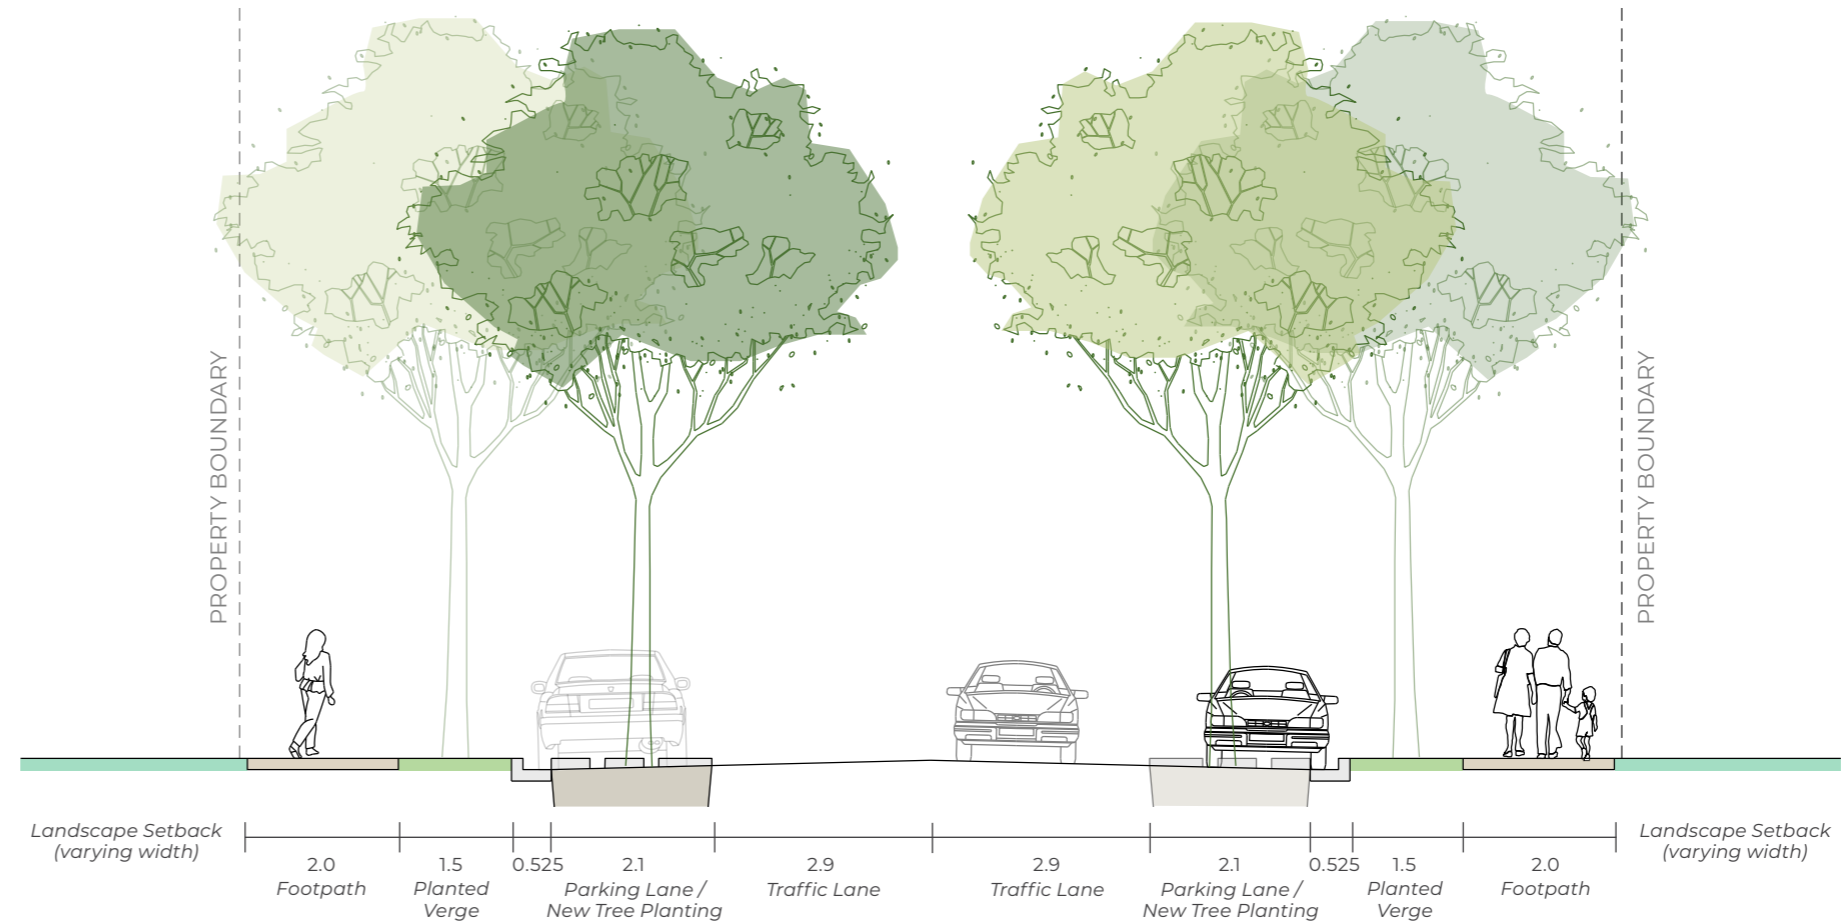 PROPERTY BOUNDARY
PROPERTY BOUNDARY
Landscape Setback
(varying width)
2.0
Footpath
1.5
Planted
Verge
0.525
2.1
Parking Lane /
New Tree Planting
2.9
Traffic Lane
2.9
Traffic Lane
2.1
Parking Lane /
New Tree Planting
0.525
1.5
Planted
Verge
2.0
Footpath
Landscape Setback
(varying width)